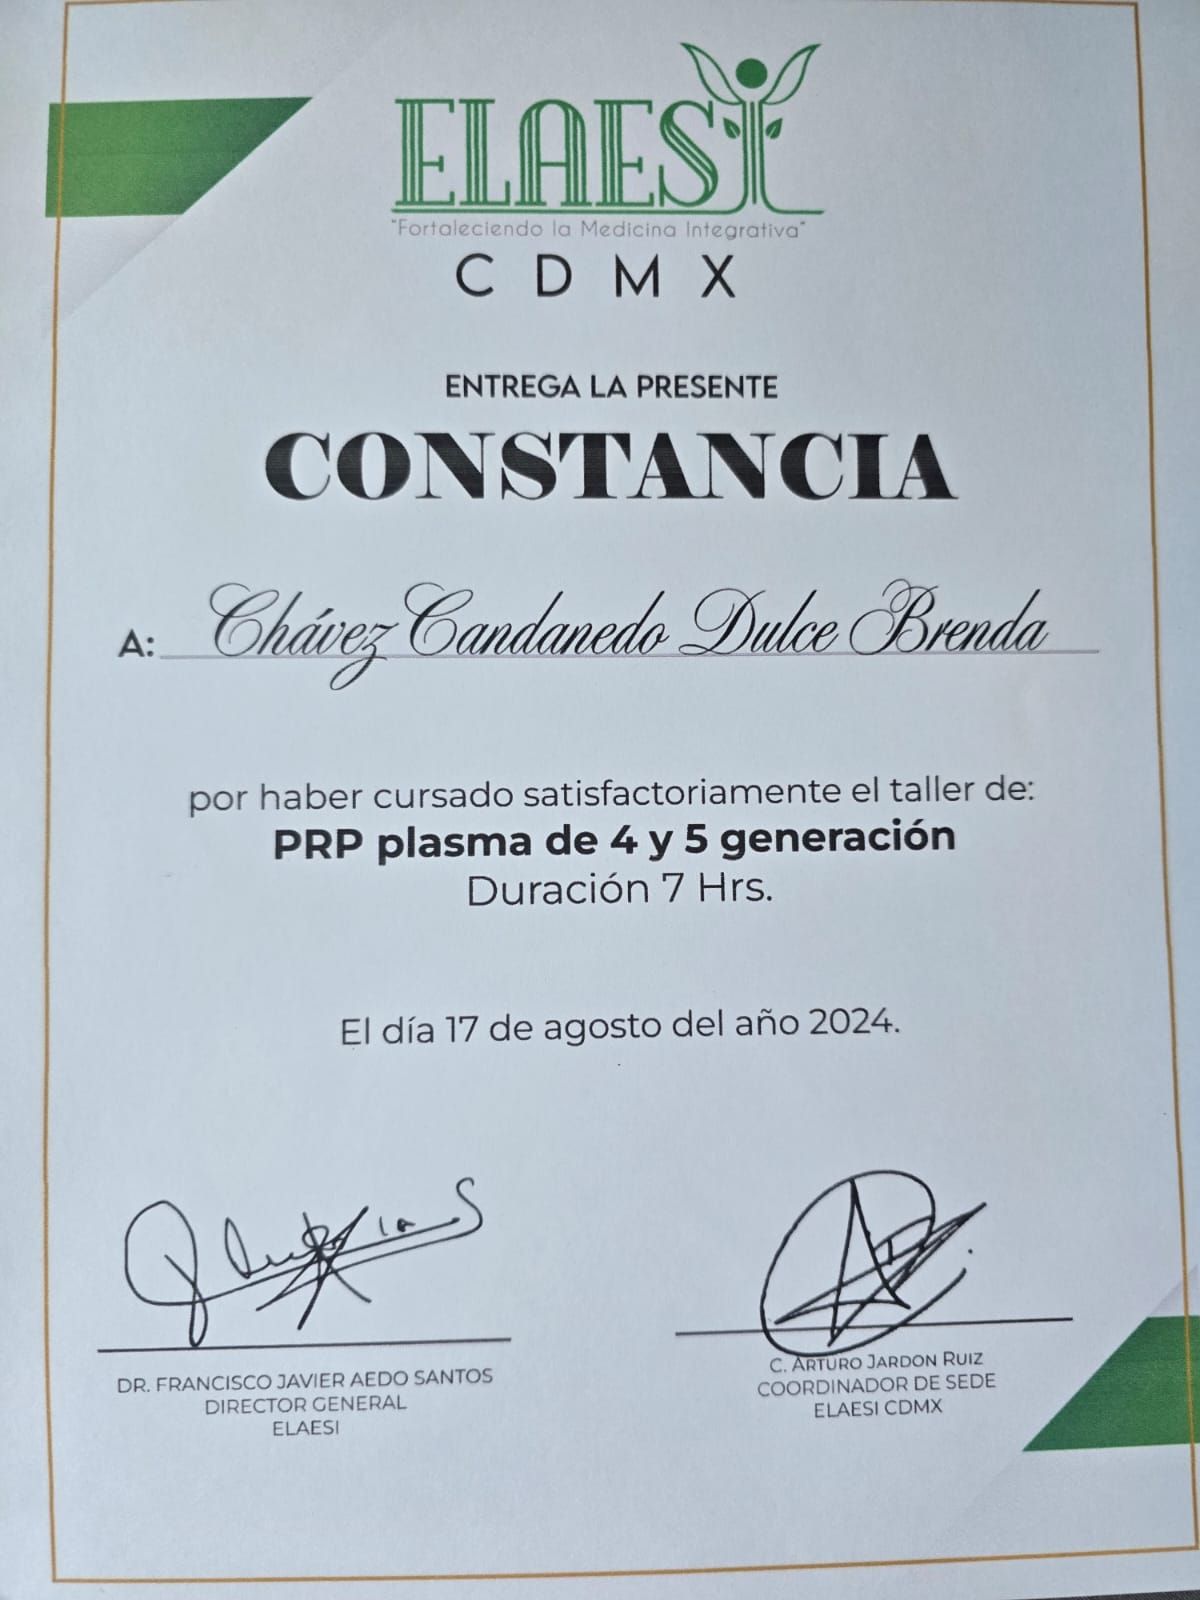 ELAESI
"Fortaleciendo la Medicina Integrativa"
CDMX
ENTREGA LA PRESENTE
CONSTANCIA
A: Chávez Candanedo Dulce Brenda
por haber cursado satisfactoriamente el taller de:
PRP plasma de 4 y 5 generación
Duración 7 Hrs.
El día 17 de agosto del año 2024.
DR. FRANCISCO JAVIER AEDO SANTOS
DIRECTOR GENERAL
ELAESI
C. ARTURO JARDON RUIZ
COORDINADOR DE SEDE
ELAESI CDMX